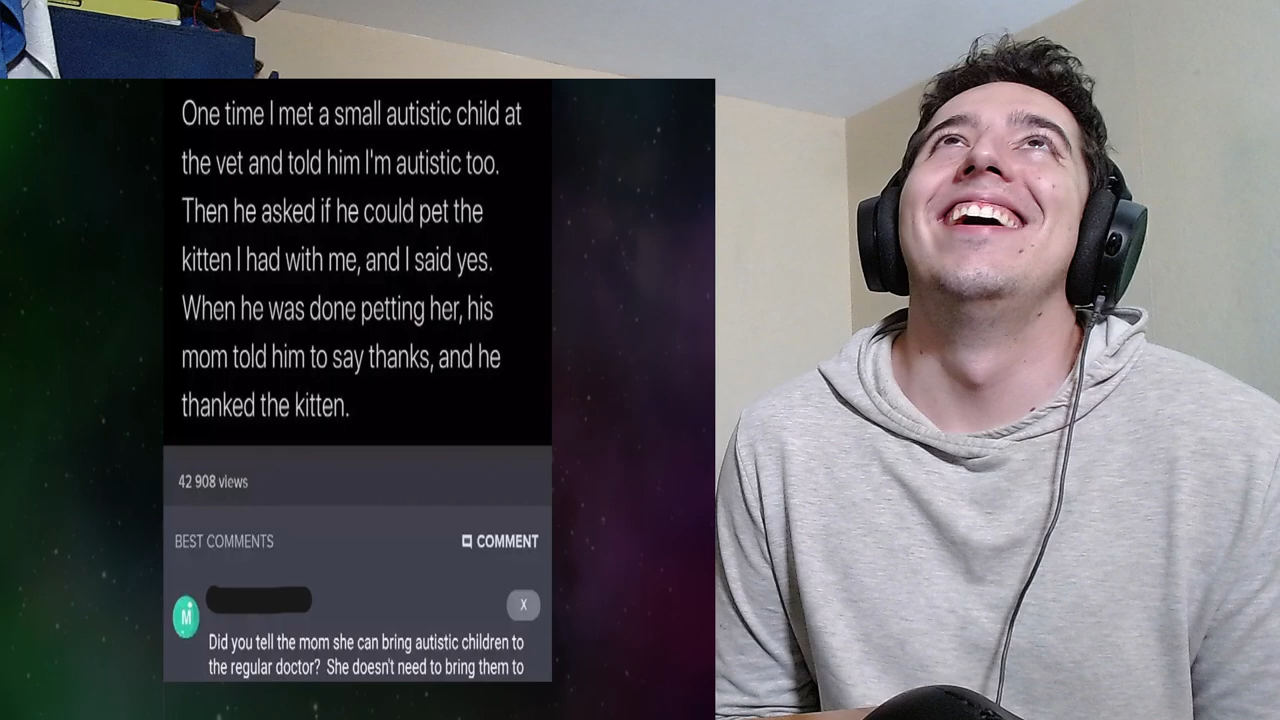 One time I met a small autistic child at
the vet and told him I'm autistic too.
Then he asked if he could pet the
kitten I had with me, and I said yes.
When he was done petting her, his
mom told him to say thanks, and he
thanked the kitten.
42 908 views
BEST COMMENTS
COMMENT
M
X
Did you tell the mom she can bring autistic children to
the regular doctor? She doesn't need to bring them to